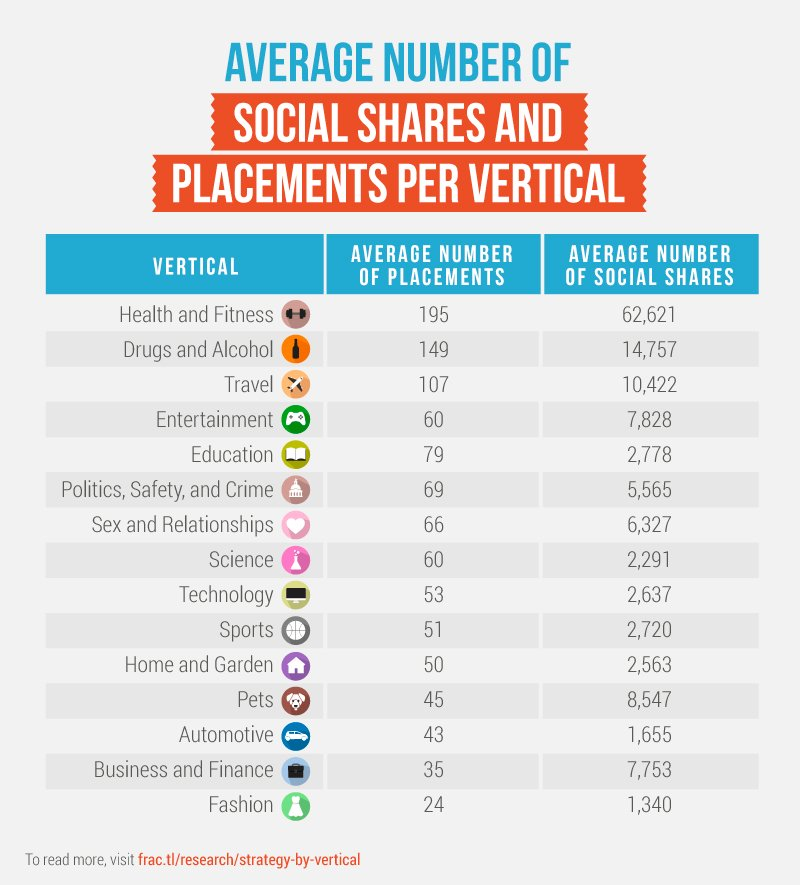 AVERAGE NUMBER OF
SOCIAL SHARES AND
PLACEMENTS PER VERTICAL
VERTICAL AVERAGE NUMBER OF PLACEMENTS AVERAGE NUMBER OF SOCIAL SHARES
Health and Fitness 195 62,621
Drugs and Alcohol 149 14,757
Travel 107 10,422
Entertainment 60 7,828
Education 79 2,778
Politics, Safety, and Crime 69 5,565
Sex and Relationships 66 6,327
Science 60 2,291
Technology 53 2,637
Sports 51 2,720
Home and Garden 50 2,563
Pets 45 8,547
Automotive 43 1,655
Business and Finance 35 7,753
Fashion 24 1,340
To read more, visit frac.tl/research/strategy-by-vertical